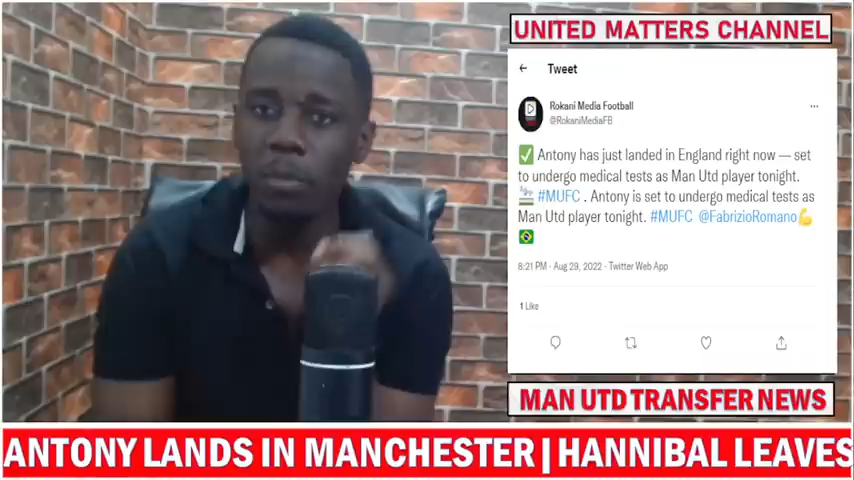 UNITED MATTERS CHANNEL
Tweet
Rokani Media Football
@RokaniMediaFB
✅ Antony has just landed in England right now — set
to undergo medical tests as Man Utd player tonight.
#MUFC . Antony is set to undergo medical tests as
Man Utd player tonight. #MUFC @FabrizioRomano💪
🇧🇷
8:21 PM · Aug 29, 2022 · Twitter Web App
1 Like
MAN UTD TRANSFER NEWS
ANTONY LANDS IN MANCHESTER | HANNIBAL LEAVES